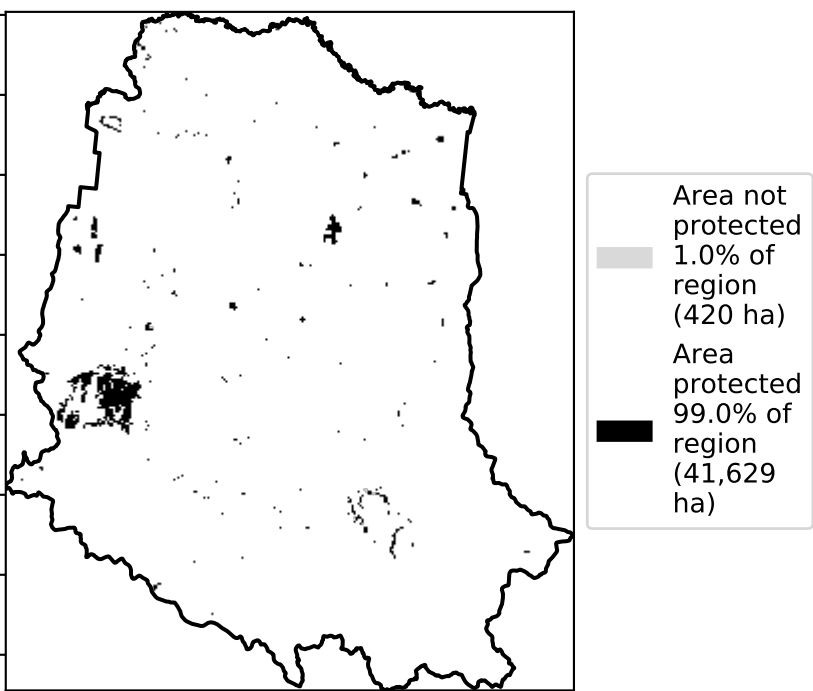 Area not
protected
1.0% of
region
(420 ha)
Area
protected
99.0% of
region
(41,629
ha)